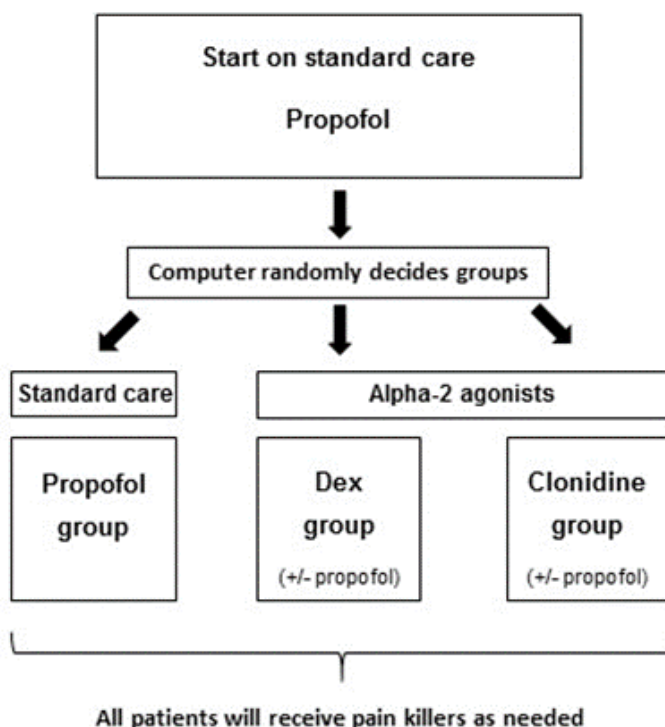 Start on standard care
Propofol
Computer randomly decides groups
Standard care
Alpha-2 agonists
Propofol
group
Dex
group
(+/- propofol)
Clonidine
group
(+/- propofol)
All patients will receive pain killers as needed